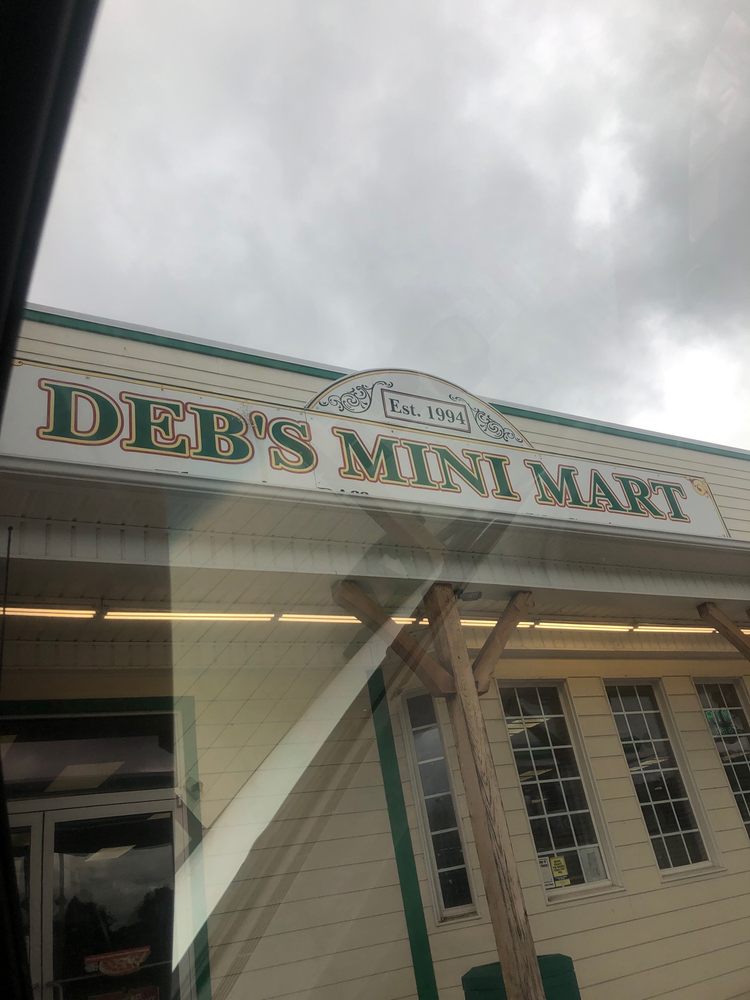 Est. 1994
DEB'S MINI MART